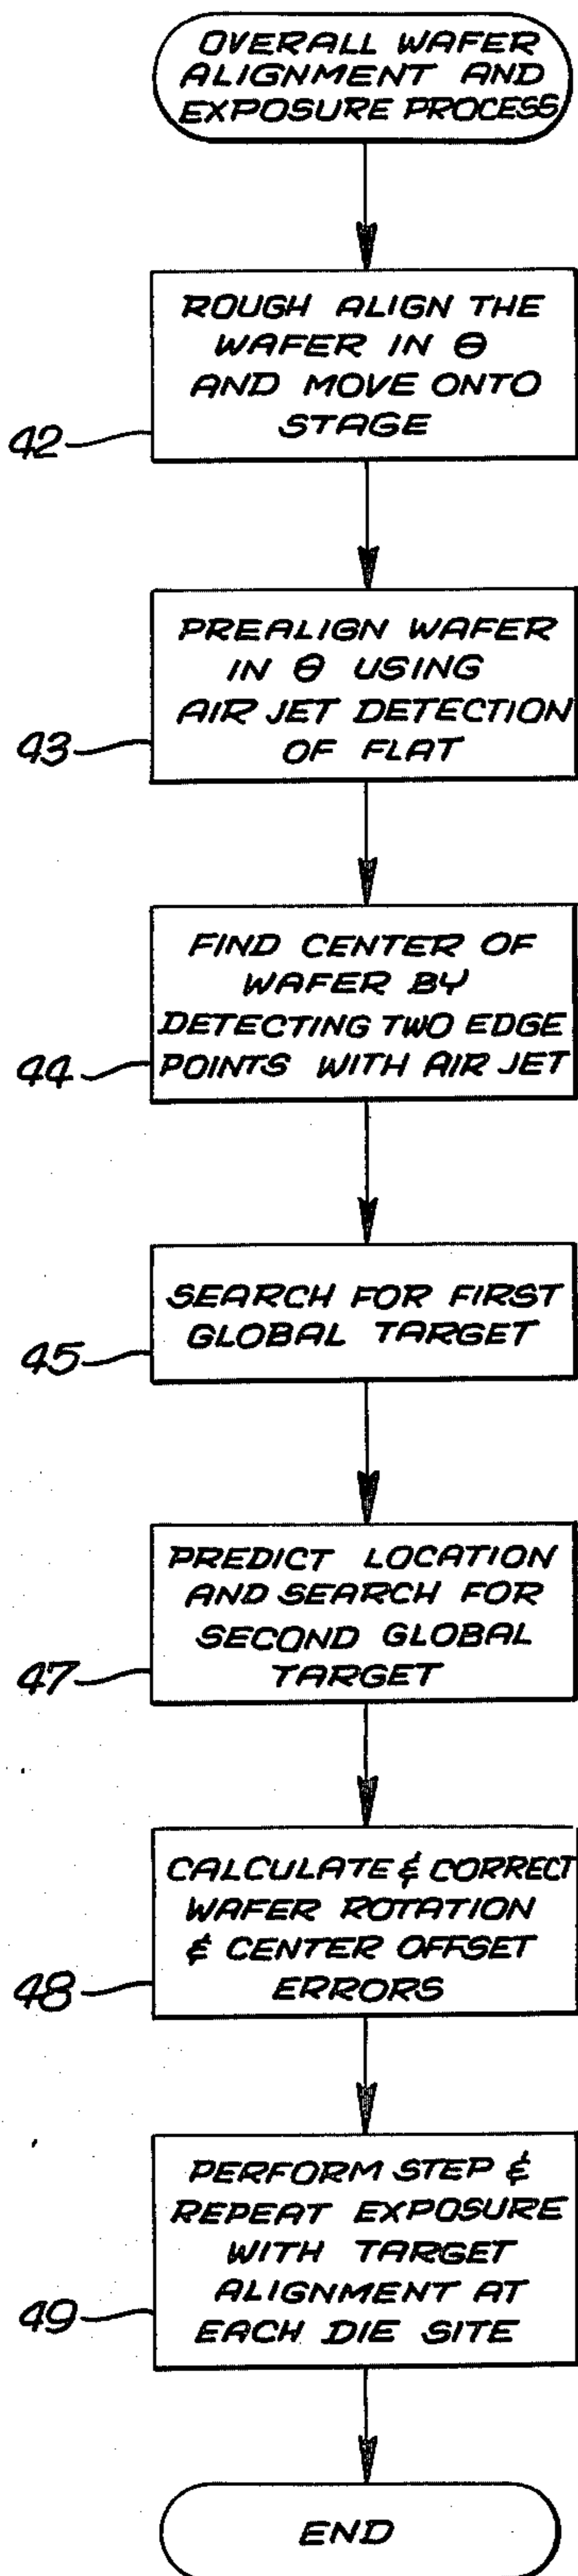 OVERALL WAFER
ALIGNMENT AND
EXPOSURE PROCESS
ROUGH ALIGN THE
WAFER IN Θ
AND MOVE ONTO
STAGE
42
PREALIGN WAFER
IN Θ USING
AIR JET DETECTION
OF FLAT
43
FIND CENTER OF
WAFER BY
DETECTING TWO EDGE
POINTS WITH AIR JET
44
SEARCH FOR FIRST
GLOBAL TARGET
45
PREDICT LOCATION
AND SEARCH FOR
SECOND GLOBAL
TARGET
47
CALCULATE & CORRECT
WAFER ROTATION
& CENTER OFFSET
ERRORS
48
PERFORM STEP &
REPEAT EXPOSURE
WITH TARGET
ALIGNMENT AT
EACH DIE SITE
49
END